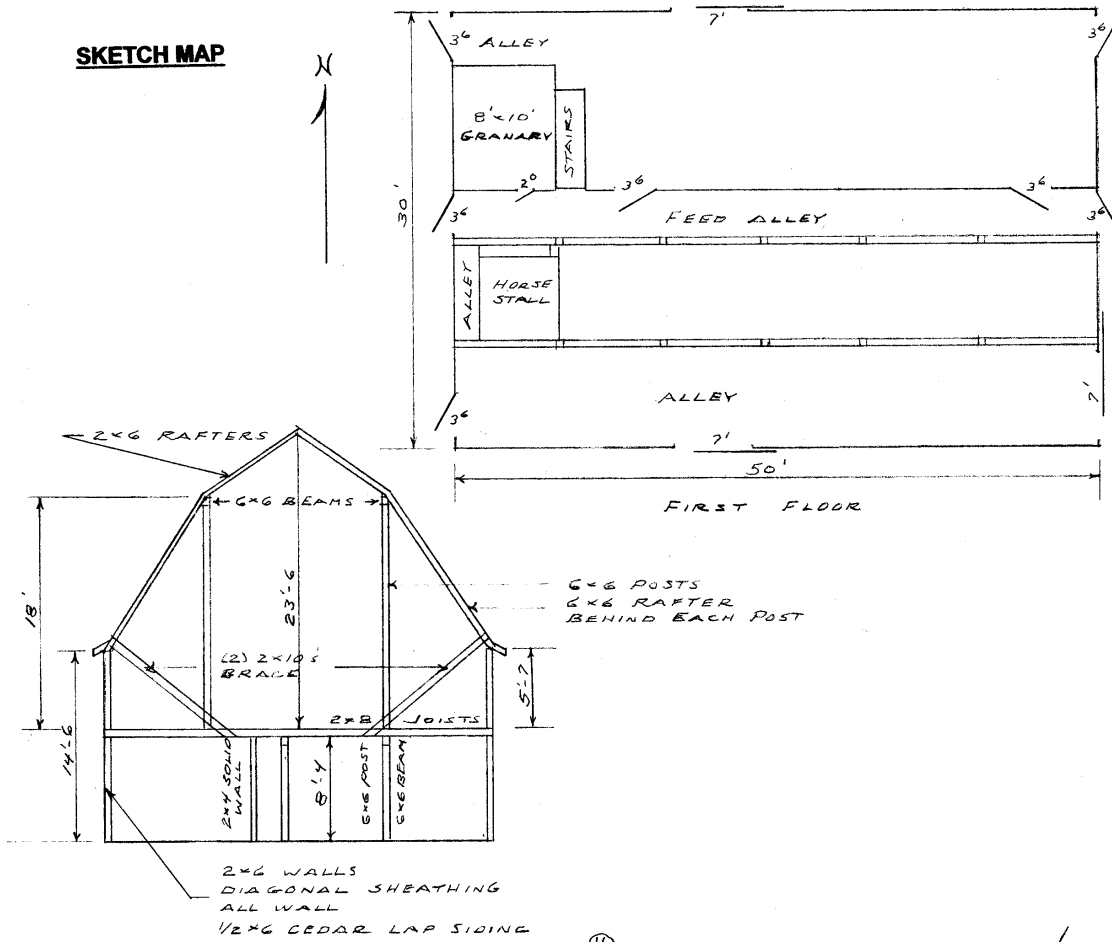 SKETCH MAP
N
7'
3⁶ ALLEY
3⁶
8'×10'
GRANARY
STAIRS
2⁰
3⁶
3⁶
3⁶
FEED ALLEY
3⁶
30'
ALLEY
HORSE
STALL
ALLEY
7'
3⁶
7'
50'
FIRST FLOOR
2×6 RAFTERS
6×6 BEAMS
18'
23'-6
6×6 POSTS
6×6 RAFTER
BEHIND EACH POST
(2) 2×10's
BRACE
5'-7
2×8 JOISTS
14'-6
2×4 SOLID
WALL
8'-4
6×6 POST
6×6 BEAM
2×6 WALLS
DIAGONAL SHEATHING
ALL WALL
1/2×6 CEDAR LAP SIDING